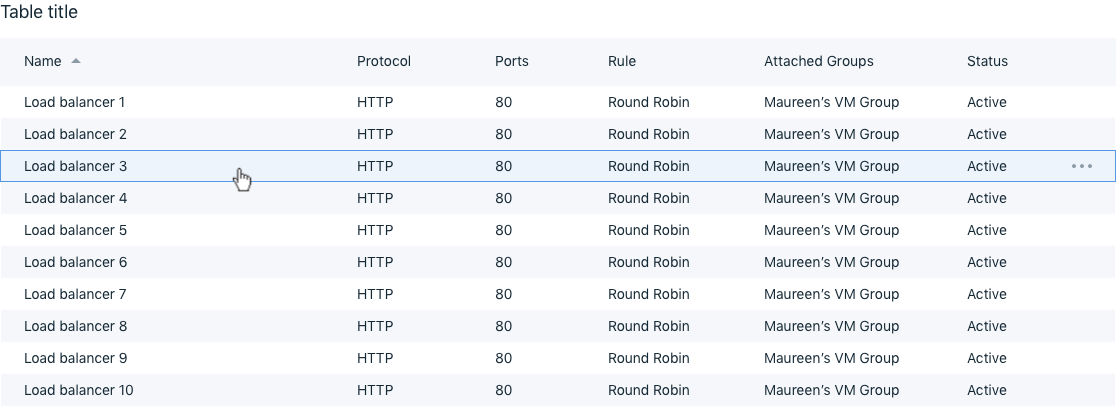 Table title
Name Protocol Ports Rule Attached Groups Status
Load balancer 1 HTTP 80 Round Robin Maureen’s VM Group Active
Load balancer 2 HTTP 80 Round Robin Maureen’s VM Group Active
Load balancer 3 HTTP 80 Round Robin Maureen’s VM Group Active
Load balancer 4 HTTP 80 Round Robin Maureen’s VM Group Active
Load balancer 5 HTTP 80 Round Robin Maureen’s VM Group Active
Load balancer 6 HTTP 80 Round Robin Maureen’s VM Group Active
Load balancer 7 HTTP 80 Round Robin Maureen’s VM Group Active
Load balancer 8 HTTP 80 Round Robin Maureen’s VM Group Active
Load balancer 9 HTTP 80 Round Robin Maureen’s VM Group Active
Load balancer 10 HTTP 80 Round Robin Maureen’s VM Group Active